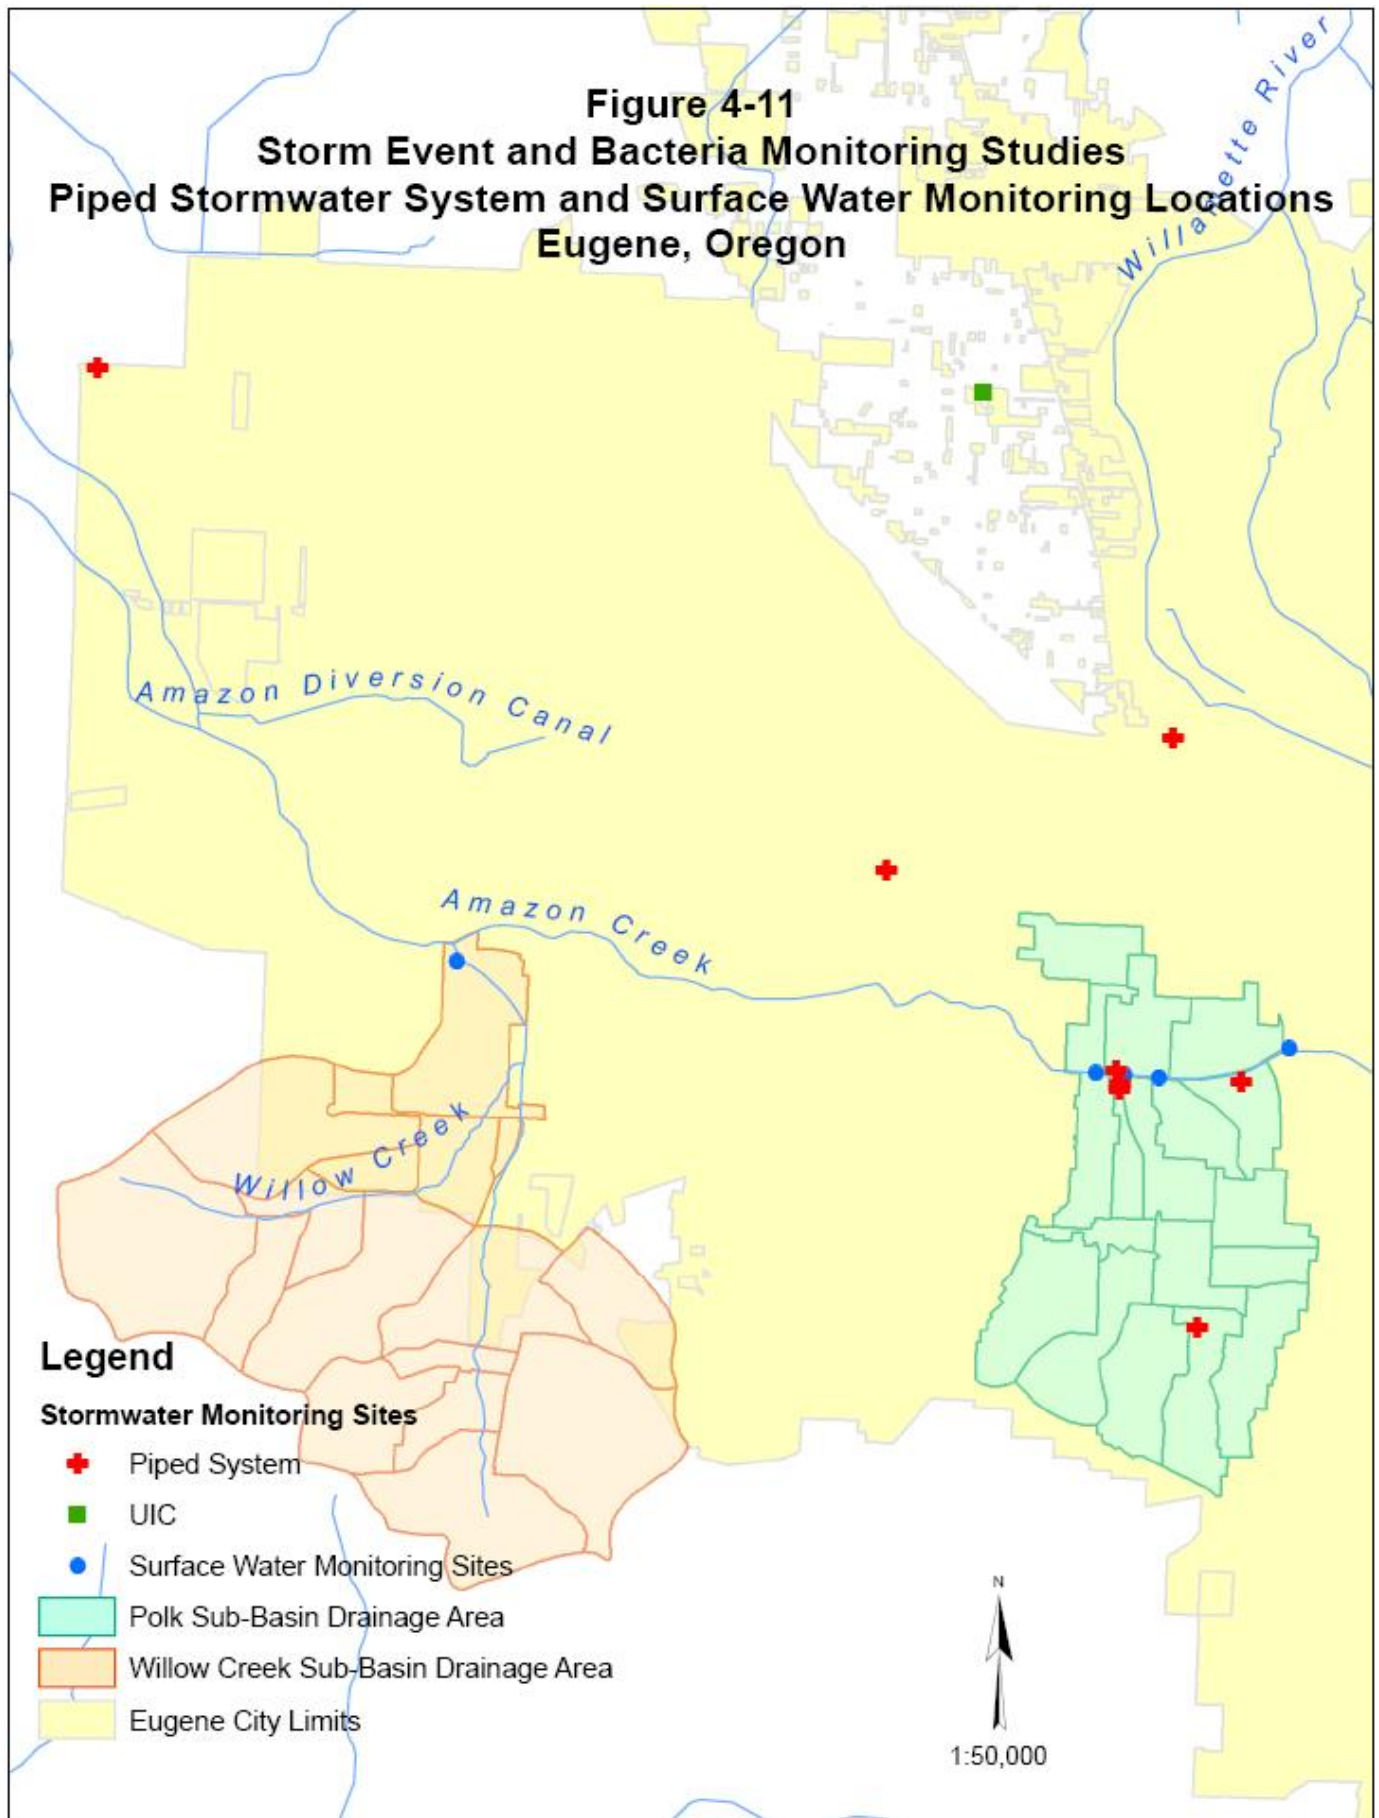 Figure 4-11
Storm Event and Bacteria Monitoring Studies
Piped Stormwater System and Surface Water Monitoring Locations
Eugene, Oregon
Willamette River
Amazon Diversion Canal
Amazon Creek
Willow Creek
Legend
Stormwater Monitoring Sites
Piped System
UIC
Surface Water Monitoring Sites
Polk Sub-Basin Drainage Area
Willow Creek Sub-Basin Drainage Area
Eugene City Limits
N
1:50,000